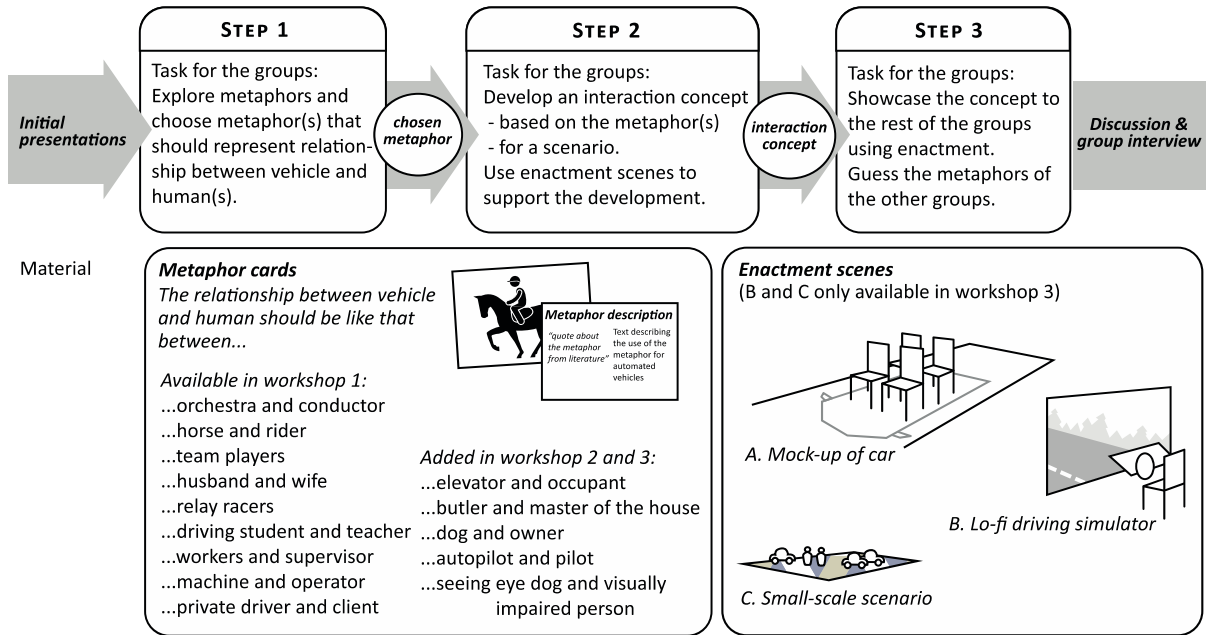 Initial
presentations
STEP 1
Task for the groups:
Explore metaphors and
choose metaphor(s) that
should represent relation-
ship between vehicle and
human(s).
chosen
metaphor
STEP 2
Task for the groups:
Develop an interaction concept
- based on the metaphor(s)
- for a scenario.
Use enactment scenes to
support the development.
interaction
concept
STEP 3
Task for the groups:
Showcase the concept to
the rest of the groups
using enactment.
Guess the metaphors of
the other groups.
Discussion &
group interview
Material
Metaphor cards
The relationship between vehicle
and human should be like that
between...
Available in workshop 1:
...orchestra and conductor
...horse and rider
...team players
...husband and wife
...relay racers
...driving student and teacher
...workers and supervisor
...machine and operator
...private driver and client
Metaphor description
"quote about
the metaphor
from literature"
Text describing
the use of the
metaphor for
automated
vehicles
Added in workshop 2 and 3:
...elevator and occupant
...butler and master of the house
...dog and owner
...autopilot and pilot
...seeing eye dog and visually
impaired person
Enactment scenes
(B and C only available in workshop 3)
A. Mock-up of car
B. Lo-fi driving simulator
C. Small-scale scenario